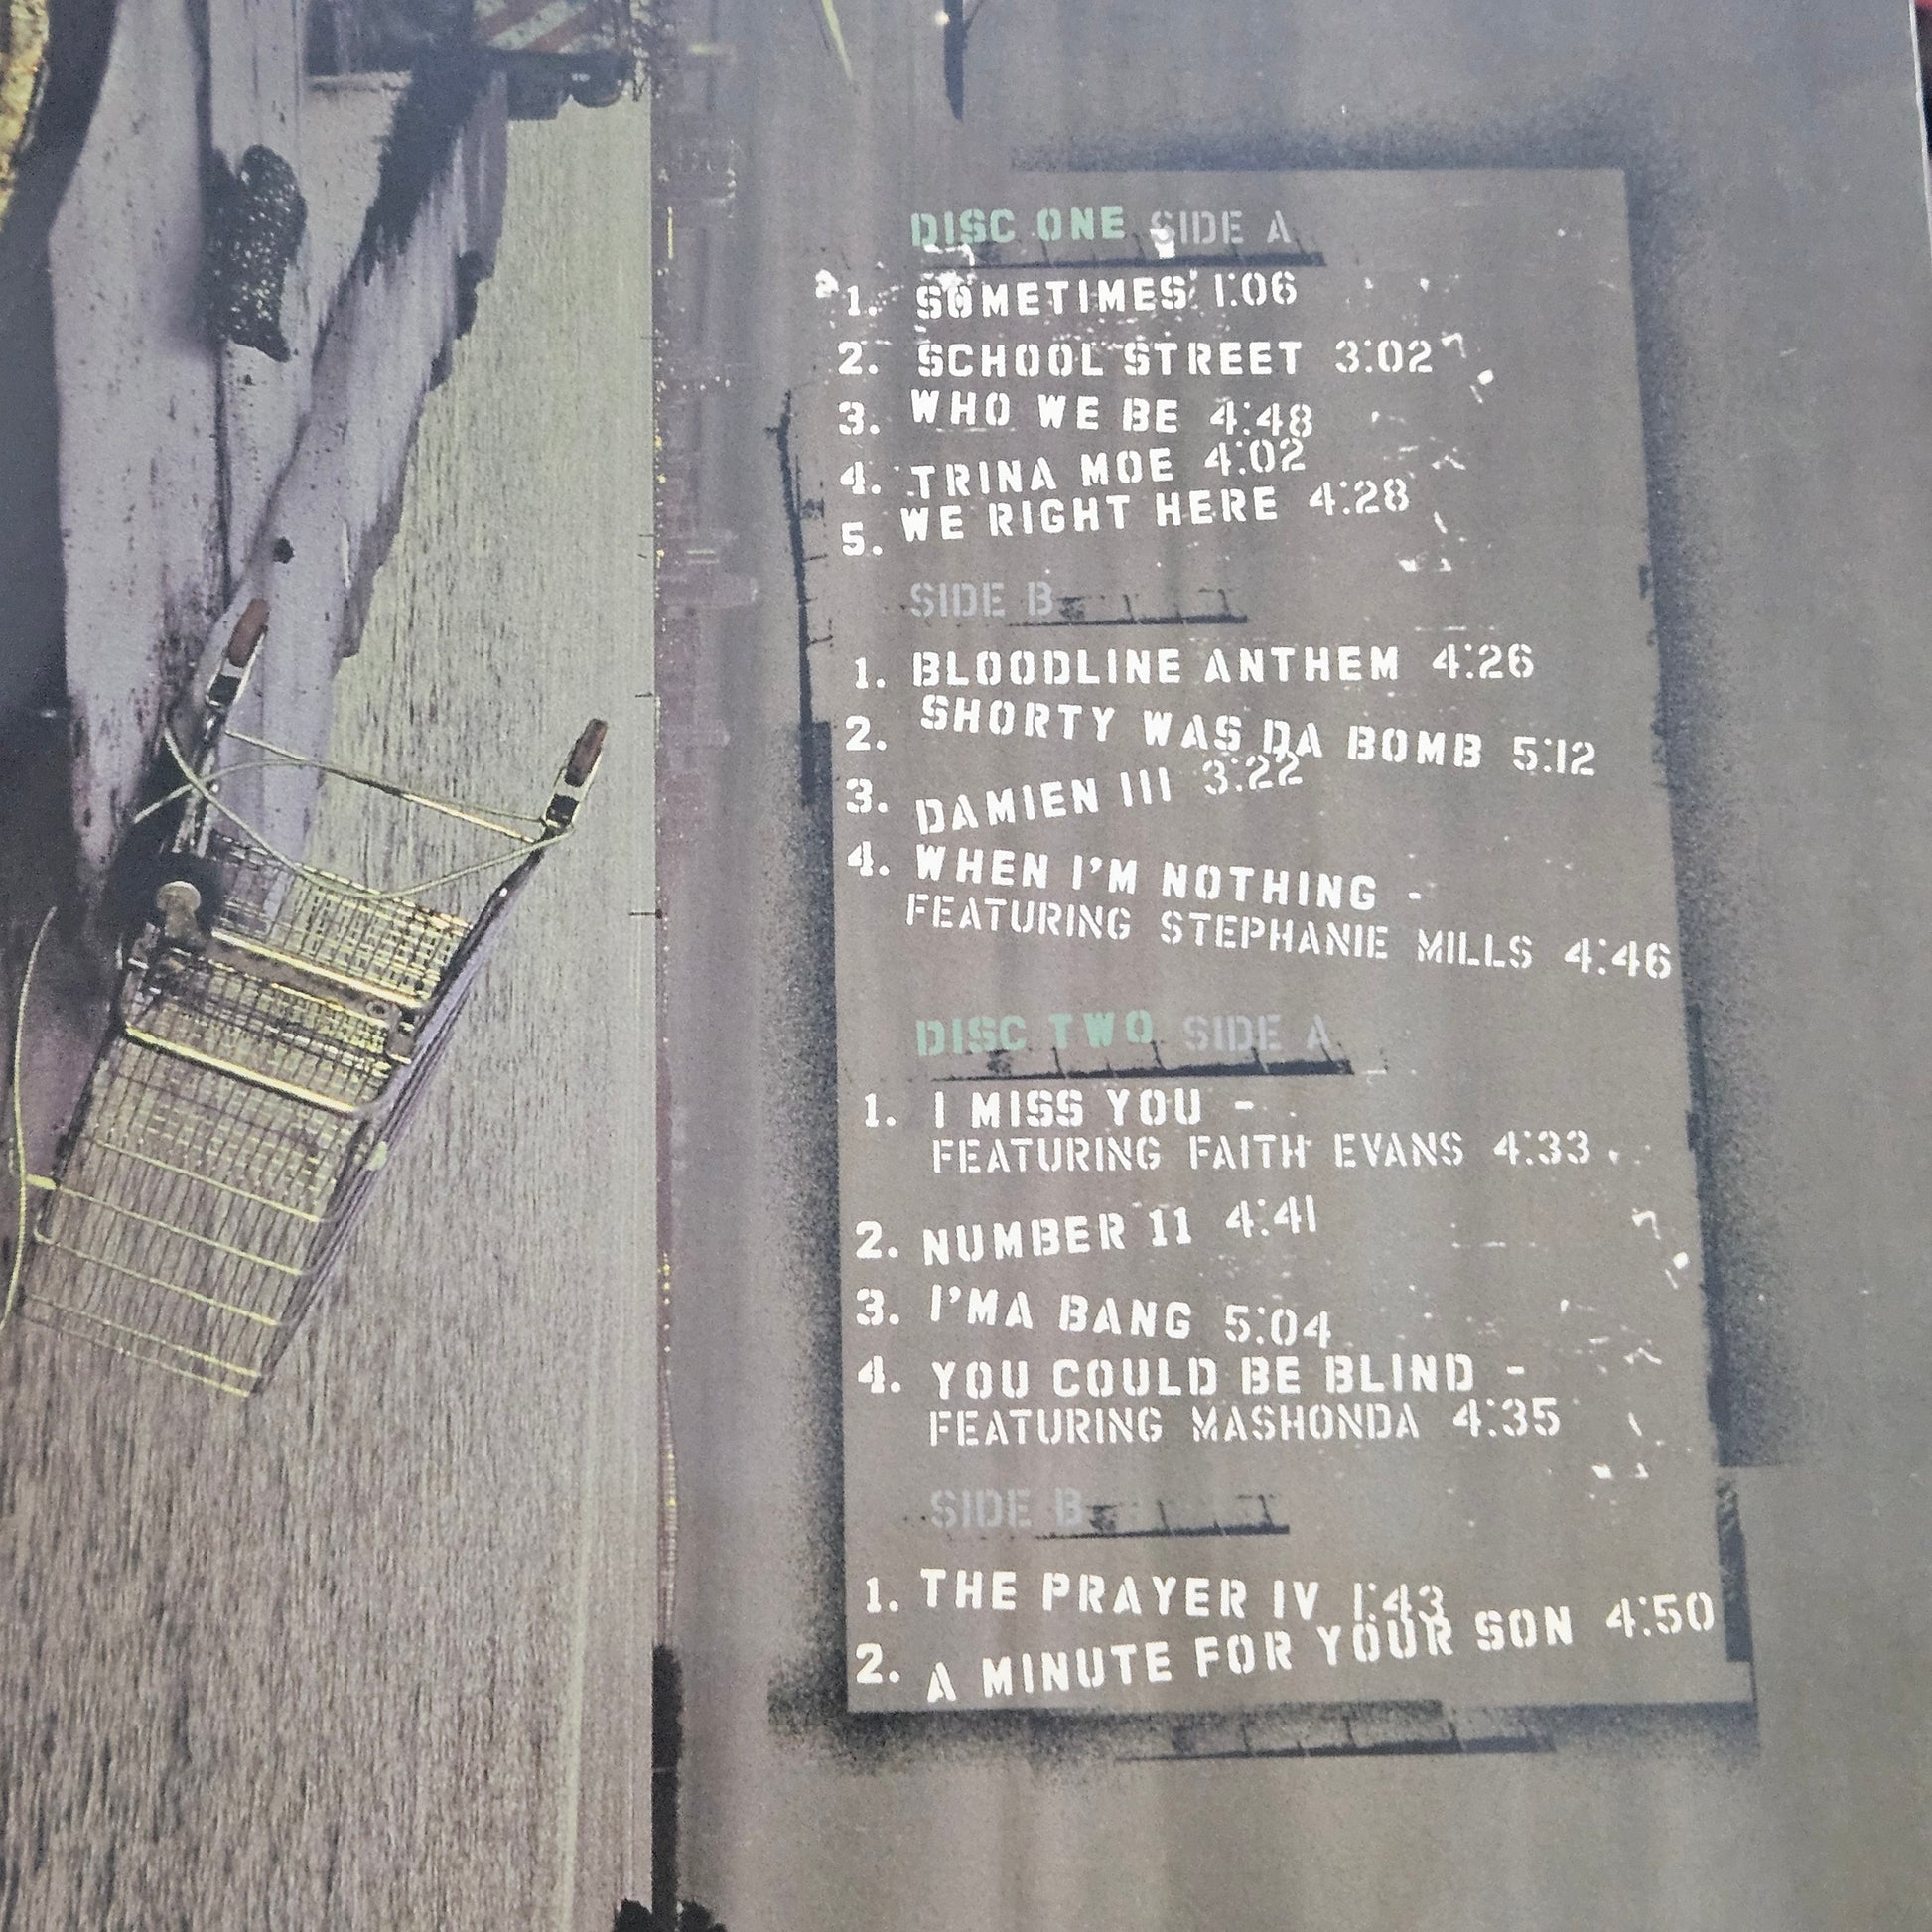 DISC ONE SIDE A
1. SOMETIMES 1:06
2. SCHOOL STREET 3:02
3. WHO WE BE 4:48
4. TRINA MOE 4:02
5. WE RIGHT HERE 4:28
SIDE B
1. BLOODLINE ANTHEM 4:26
2. SHORTY WAS DA BOMB 5:12
3. DAMIEN III 3:22
4. WHEN I'M NOTHING -
FEATURING STEPHANIE MILLS 4:46
DISC TWO SIDE A
1. I MISS YOU -
FEATURING FAITH EVANS 4:33
2. NUMBER 11 4:41
3. I'MA BANG 5:04
4. YOU COULD BE BLIND -
FEATURING MASHONDA 4:35
SIDE B
1. THE PRAYER IV 1:43
2. A MINUTE FOR YOUR SON 4:50